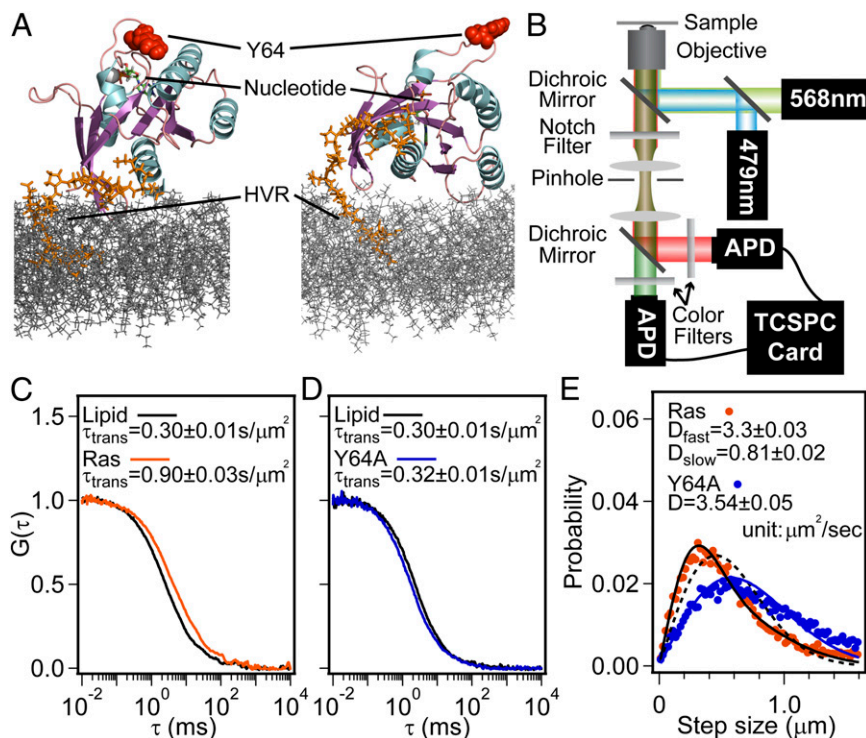 A
Y64
Nucleotide
HVR
B
Sample
Objective
Dichroic
Mirror
568nm
Notch
Filter
479nm
Pinhole
Dichroic
Mirror
APD
Color
Filters
APD
TCSPC
Card
C
Lipid
τtrans=0.30±0.01s/μm²
Ras
τtrans=0.90±0.03s/μm²
G(τ)
1.5
1.0
0.5
0.0
10⁻² 10⁰ 10² 10⁴
τ (ms)
D
Lipid
τtrans=0.30±0.01s/μm²
Y64A
τtrans=0.32±0.01s/μm²
10⁻² 10⁰ 10² 10⁴
τ (ms)
E
Ras
Dfast=3.3±0.03
Dslow=0.81±0.02
Y64A
D=3.54±0.05
unit:μm²/sec
Probability
0.06
0.04
0.02
0.00
0 1.0
Step size (μm)